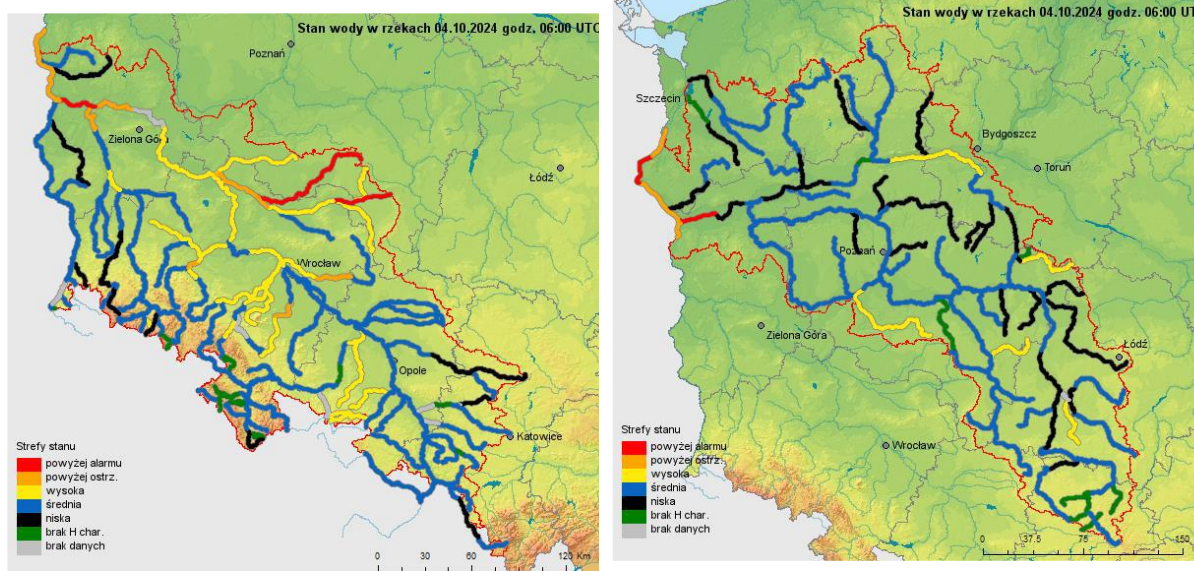 Stan wody w rzekach 04.10.2024 godz. 06:00 UTC
Poznań
Zielona Góra
Łódź
Wrocław
Opole
Katowice
Strefy stanu
powyżej alarmu
powyżej ostrz.
wysoka
średnia
niska
brak H char.
brak danych
0 30 60 120 Km
Stan wody w rzekach 04.10.2024 godz. 06:00 UT
Szczecin
Bydgoszcz
Toruń
Poznań
Zielona Góra
Łódź
Wrocław
Strefy stanu
powyżej alarmu
powyżej ostrz.
wysoka
średnia
niska
brak H char.
brak danych
0 37.5 75 150